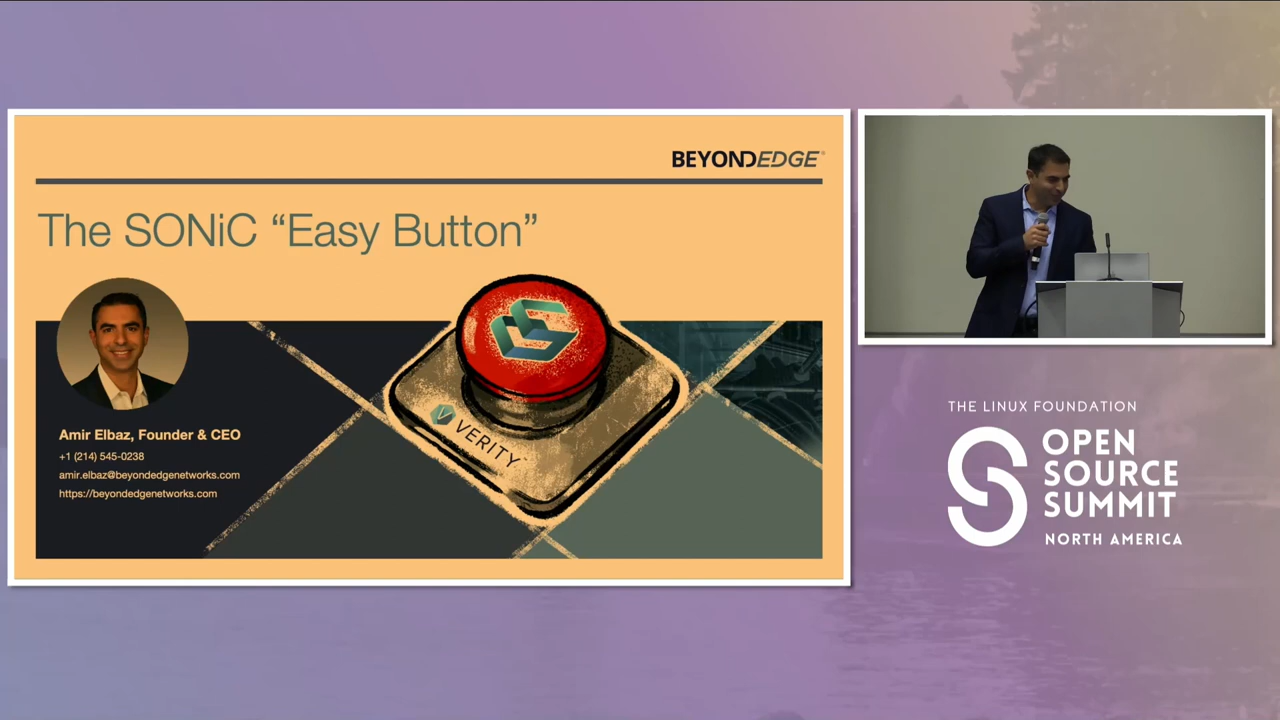 BEYONDEDGE
The SONiC “Easy Button”
VERITY
Amir Elbaz, Founder & CEO
+1 (214) 545-0238
amir.elbaz@beyondedgenetworks.com
https://beyondedgenetworks.com
THE LINUX FOUNDATION
OPEN
SOURCE
SUMMIT
NORTH AMERICA